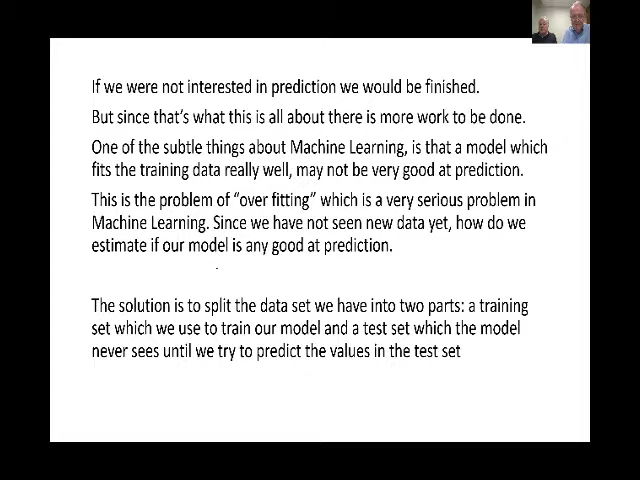 If we were not interested in prediction we would be finished.
But since that's what this is all about there is more work to be done.
One of the subtle things about Machine Learning, is that a model which
fits the training data really well, may not be very good at prediction.
This is the problem of "over fitting" which is a very serious problem in
Machine Learning. Since we have not seen new data yet, how do we
estimate if our model is any good at prediction.
The solution is to split the data set we have into two parts: a training
set which we use to train our model and a test set which the model
never sees until we try to predict the values in the test set